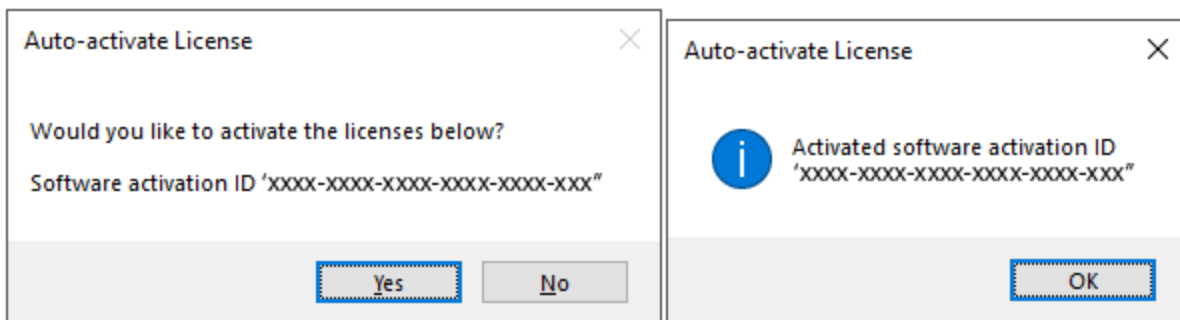 Auto-activate License
Would you like to activate the licenses below?
Software activation ID ‘xxxx-xxxx-xxxx-xxxx-xxxx-xxx”
Yes
No
Auto-activate License
Activated software activation ID
‘xxxx-xxxx-xxxx-xxxx-xxxx-xxx”
OK